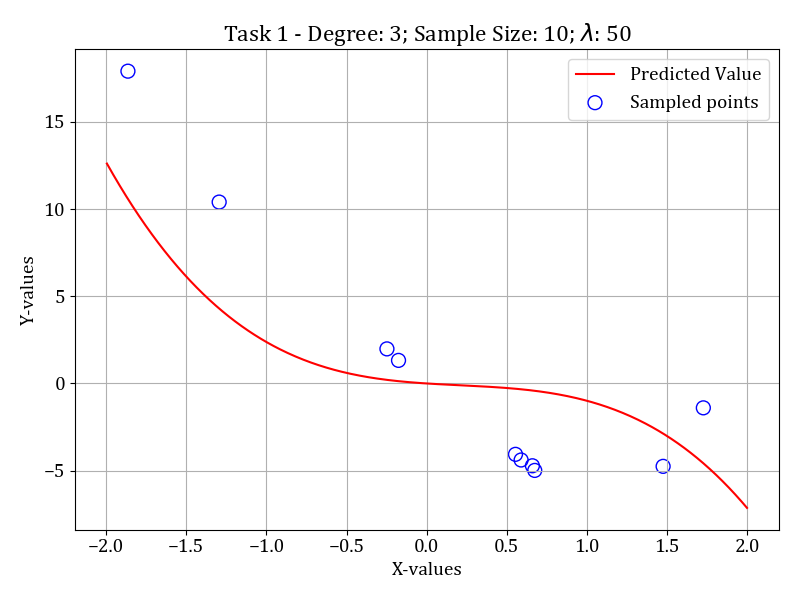 Task 1 - Degree: 3; Sample Size: 10; λ: 50
Predicted Value
Sampled points
Y-values
15
10
5
0
−5
−2.0 −1.5 −1.0 −0.5 0.0 0.5 1.0 1.5 2.0
X-values